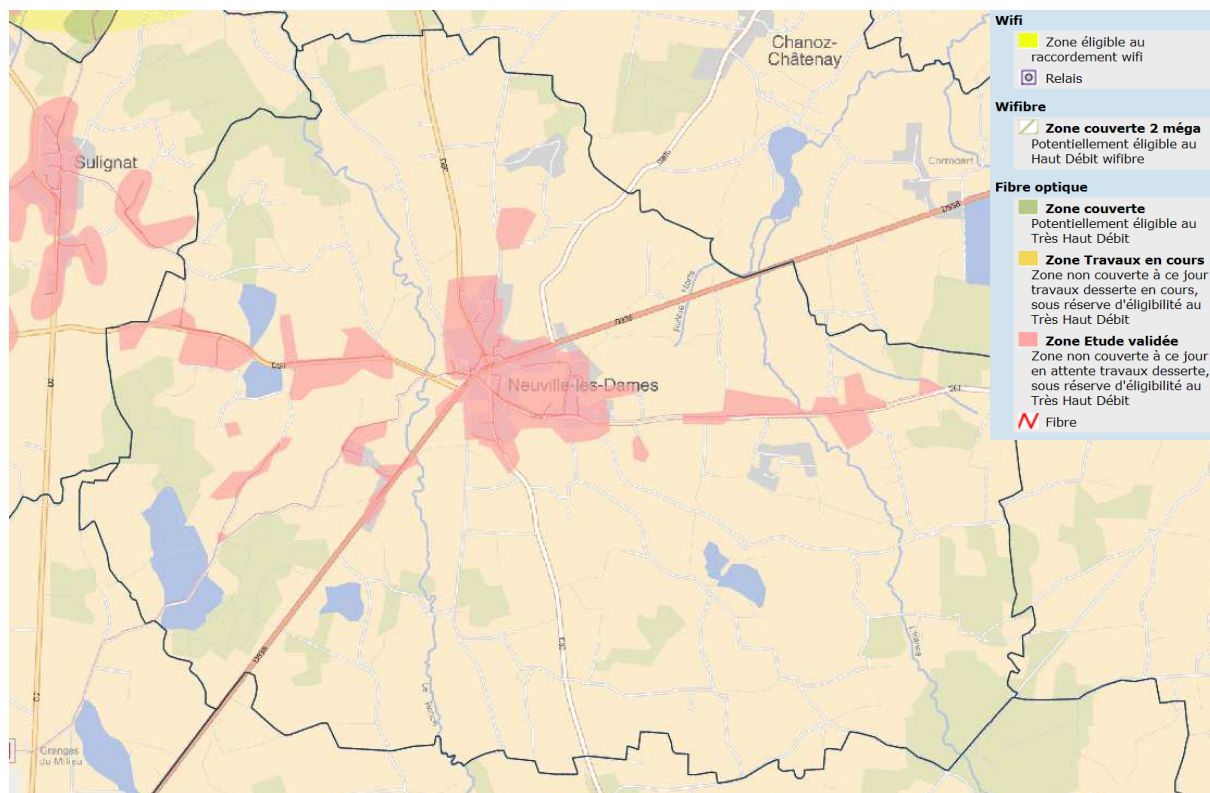 Chanoz-
Châtenay
Sulignat
Neuville-les-Dames
D936
D936
Granges
du Milieu
Wifi
Zone éligible au
raccordement wifi
Relais
Wifibre
Zone couverte 2 méga
Potentiellement éligible au
Haut Débit wifibre
Fibre optique
Zone couverte
Potentiellement éligible au
Très Haut Débit
Zone Travaux en cours
Zone non couverte à ce jour
travaux desserte en cours,
sous réserve d'éligibilité au
Très Haut Débit
Zone Etude validée
Zone non couverte à ce jour
en attente travaux desserte,
sous réserve d'éligibilité au
Très Haut Débit
Fibre